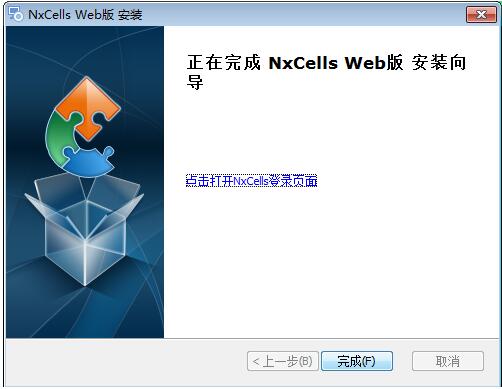 NxCells Web版 安装
正在完成 NxCells Web版 安装向
导
点击打开NxCells登录页面
< 上一步(B)
完成(F)
取消